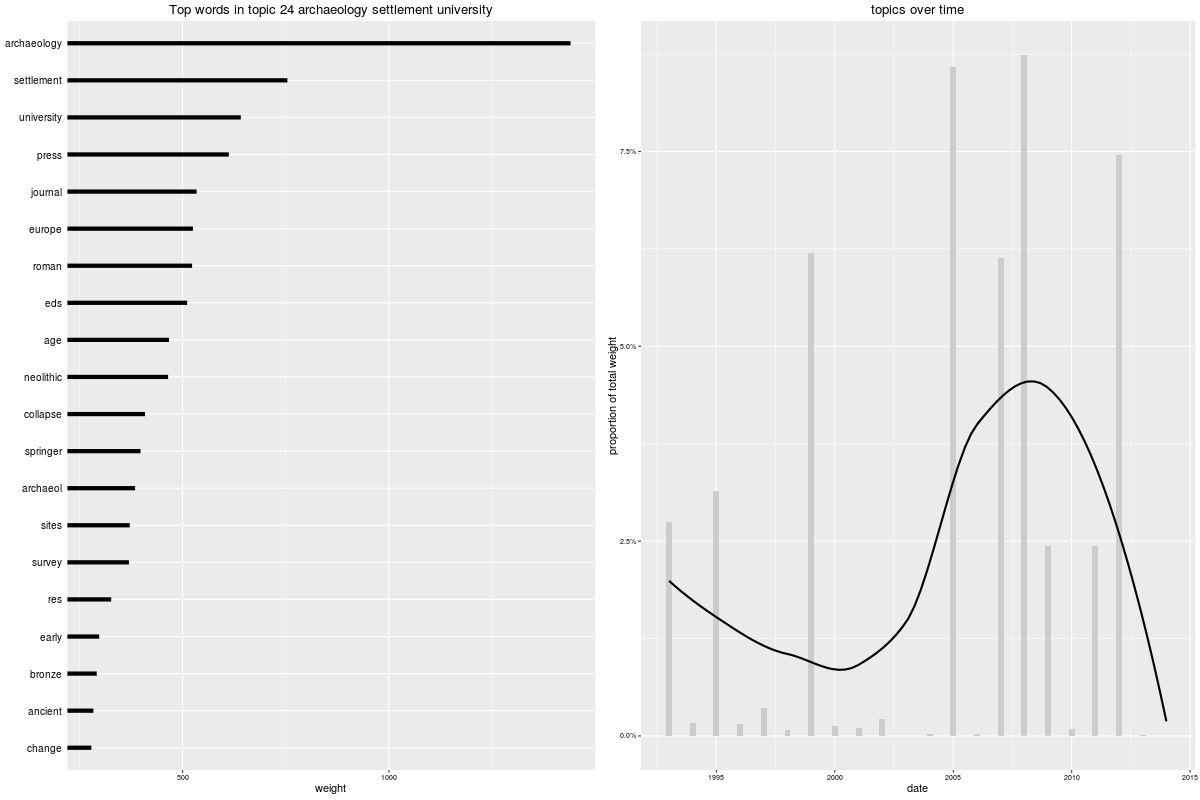 Top words in topic 24 archaeology settlement university
archaeology
settlement
university
press
journal
europe
roman
eds
age
neolithic
collapse
springer
archaeol
sites
survey
res
early
bronze
ancient
change
500
1000
weight
topics over time
proportion of total weight
7.5%
5.0%
2.5%
0.0%
1995
2000
2005
2010
2015
date